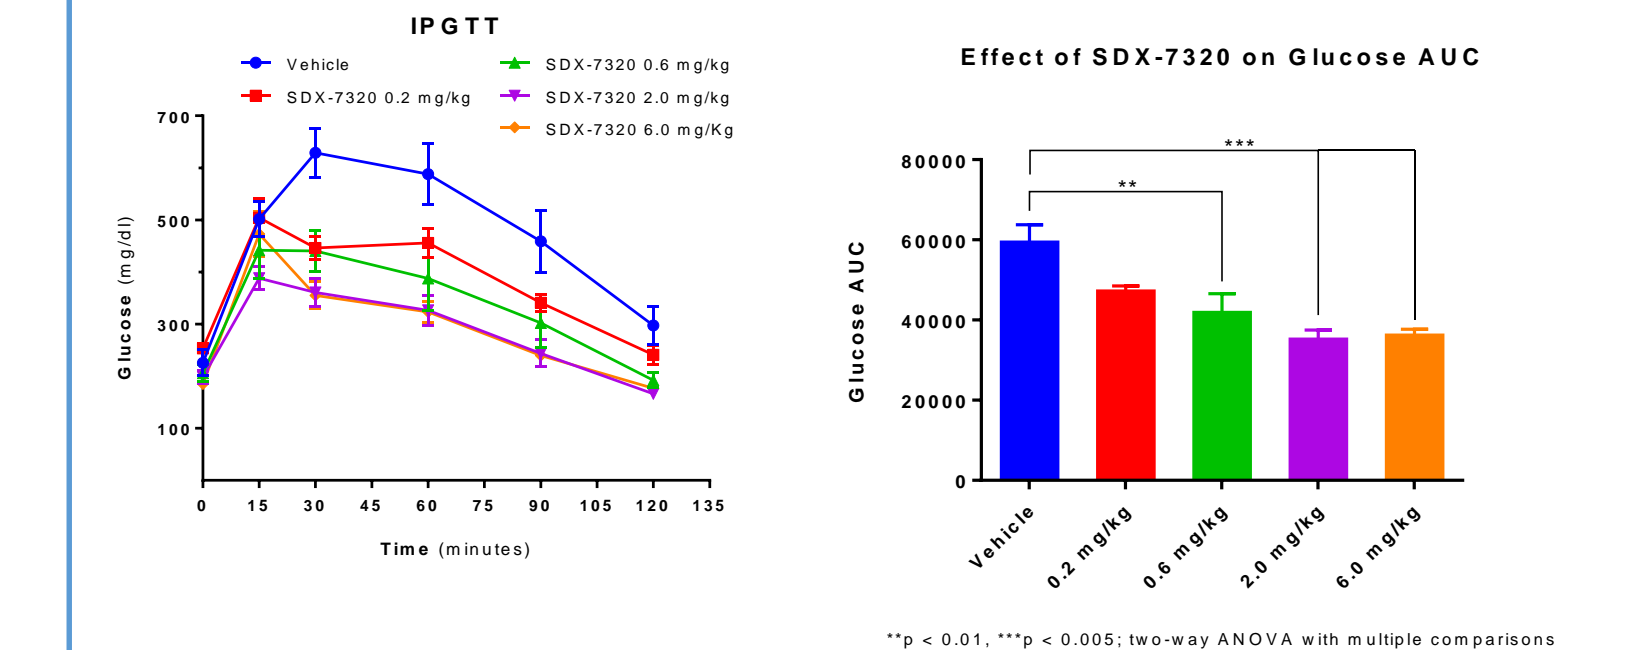 IPGTT
Vehicle
SDX-7320 0.2 mg/kg
SDX-7320 0.6 mg/kg
SDX-7320 2.0 mg/kg
SDX-7320 6.0 mg/Kg
700
500
300
100
Glucose (mg/dl)
0 15 30 45 60 75 90 105 120 135
Time (minutes)
Effect of SDX-7320 on Glucose AUC
***
**
80000
60000
40000
20000
0
Glucose AUC
Vehicle
0.2 mg/kg
0.6 mg/kg
2.0 mg/kg
6.0 mg/kg
**p < 0.01, ***p < 0.005; two-way ANOVA with multiple comparisons